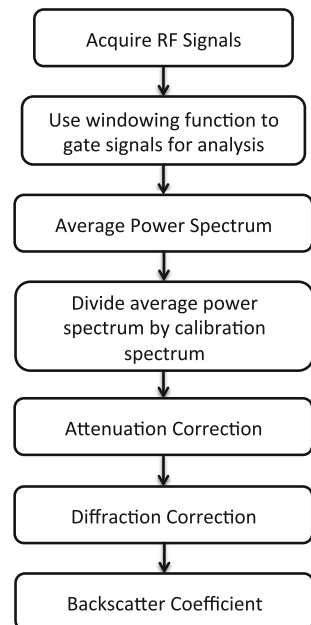 Acquire RF Signals
Use windowing function to
gate signals for analysis
Average Power Spectrum
Divide average power
spectrum by calibration
spectrum
Attenuation Correction
Diffraction Correction
Backscatter Coefficient